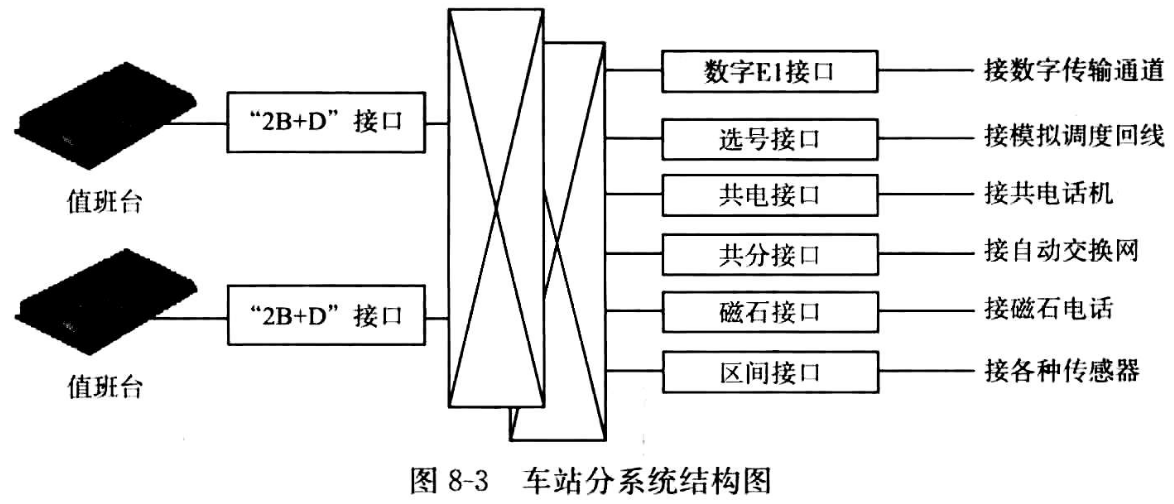 值班台
“2B+D”接口
值班台
“2B+D”接口
数字E1接口
接数字传输通道
选号接口
接模拟调度回线
共电接口
接共电话机
共分接口
接自动交换网
磁石接口
接磁石电话
区间接口
接各种传感器
图 8-3 车站分系统结构图